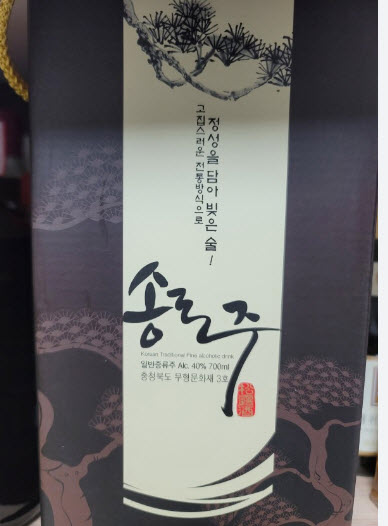 고집스러운 전통방식으로
정성을 담아 빚은 술!
송로주
Korean Traditional Pine alcoholic drink
일반증류주 Alc. 40% 700ml
충청북도 무형문화재 3호